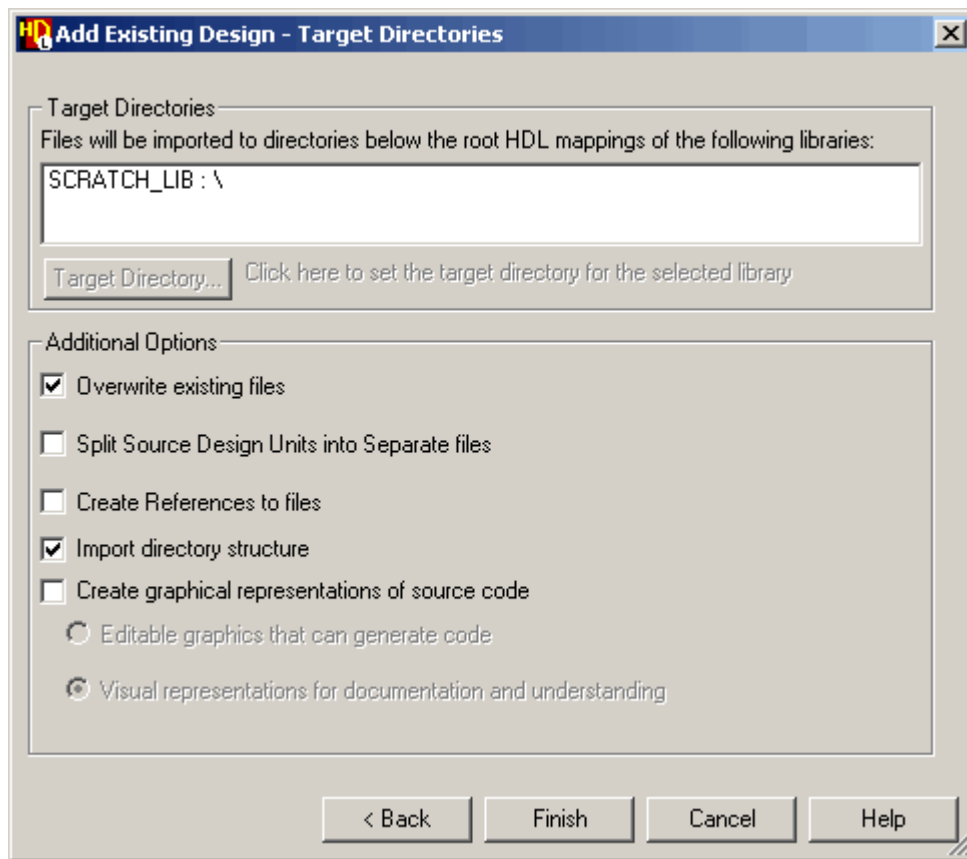 HDL Add Existing Design - Target Directories
Target Directories
Files will be imported to directories below the root HDL mappings of the following libraries:
SCRATCH_LIB : \
Target Directory... Click here to set the target directory for the selected library
Additional Options
Overwrite existing files
Split Source Design Units into Separate files
Create References to files
Import directory structure
Create graphical representations of source code
Editable graphics that can generate code
Visual representations for documentation and understanding
< Back Finish Cancel Help